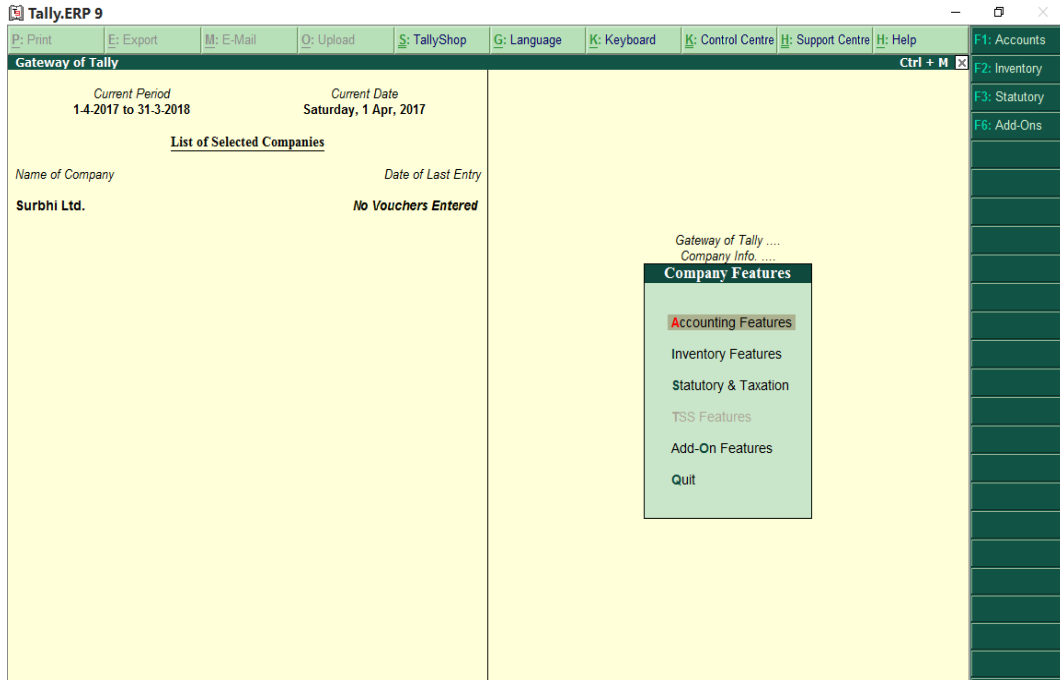 Tally.ERP 9
P: Print E: Export M: E-Mail O: Upload S: TallyShop G: Language K: Keyboard K: Control Centre H: Support Centre H: Help
F1: Accounts
F2: Inventory
F3: Statutory
F6: Add-Ons
Gateway of Tally Ctrl + M
Current Period Current Date
1-4-2017 to 31-3-2018 Saturday, 1 Apr, 2017
List of Selected Companies
Name of Company Date of Last Entry
Surbhi Ltd. No Vouchers Entered
Gateway of Tally ....
Company Info. ....
Company Features
Accounting Features
Inventory Features
Statutory & Taxation
TSS Features
Add-On Features
Quit